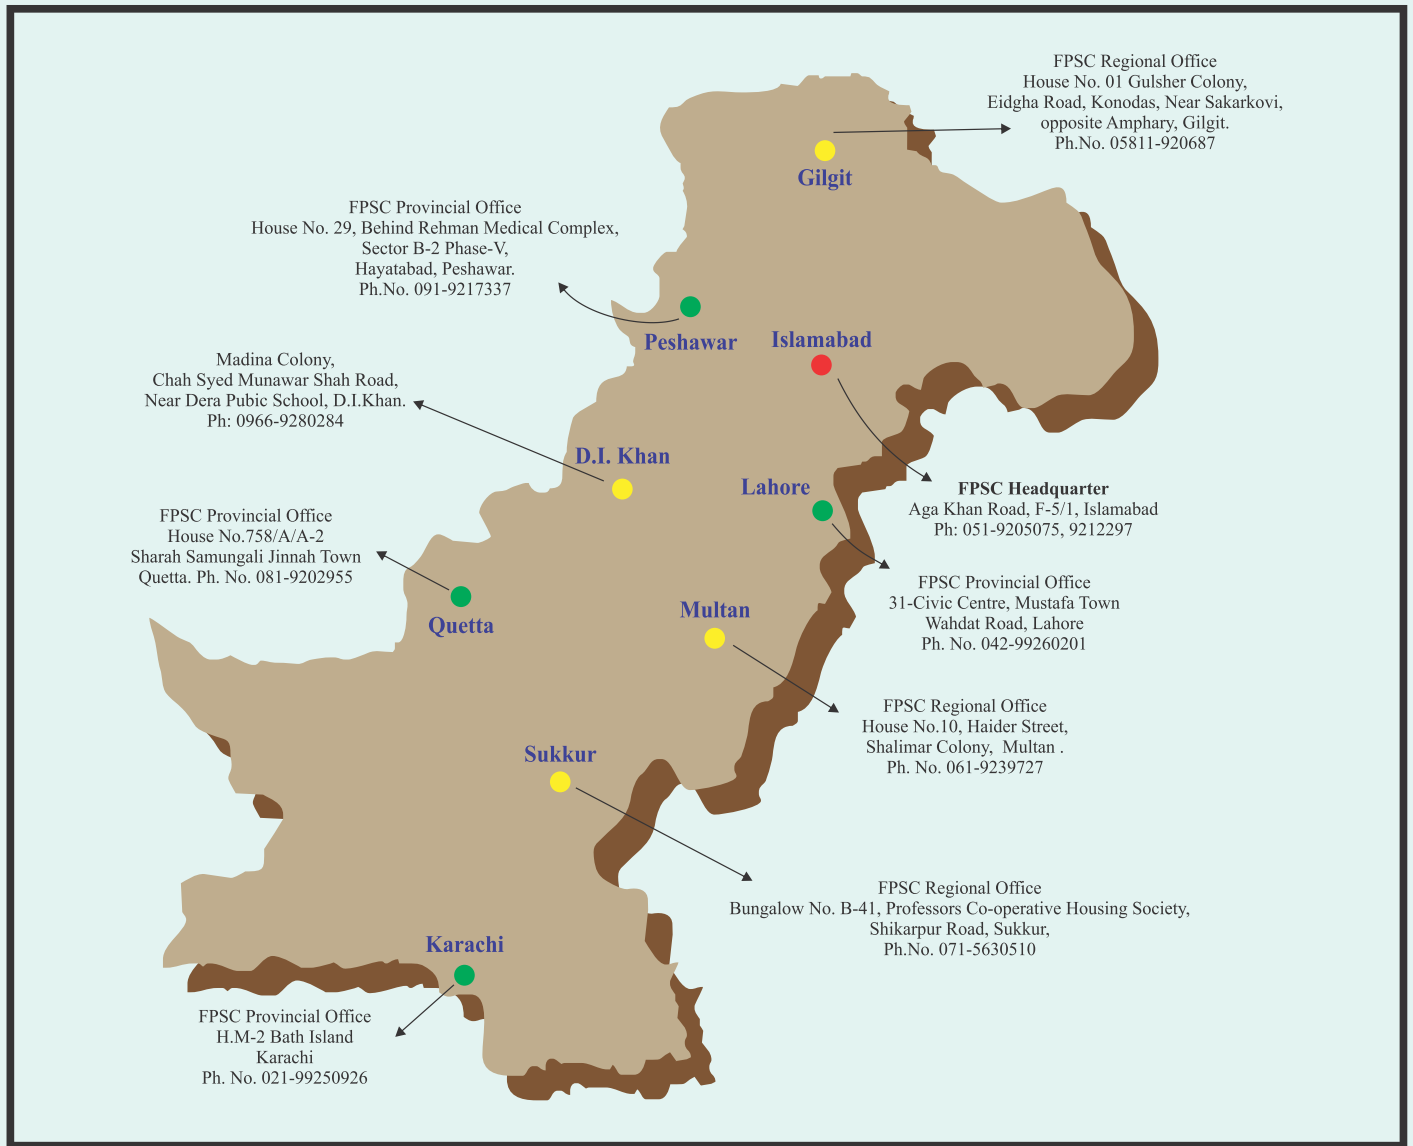 FPSC Regional Office
House No. 01 Gulsher Colony,
Eidgha Road, Konodas, Near Sakarkovi,
opposite Amphary, Gilgit.
Ph.No. 05811-920687
Gilgit
FPSC Provincial Office
House No. 29, Behind Rehman Medical Complex,
Sector B-2 Phase-V,
Hayatabad, Peshawar.
Ph.No. 091-9217337
Peshawar
Islamabad
Madina Colony,
Chah Syed Munawar Shah Road,
Near Dera Pubic School, D.I.Khan.
Ph: 0966-9280284
D.I. Khan
Lahore
FPSC Headquarter
Aga Khan Road, F-5/1, Islamabad
Ph: 051-9205075, 9212297
FPSC Provincial Office
House No.758/A/A-2
Sharah Samungali Jinnah Town
Quetta. Ph. No. 081-9202955
Quetta
FPSC Provincial Office
31-Civic Centre, Mustafa Town
Wahdat Road, Lahore
Ph. No. 042-99260201
Multan
FPSC Regional Office
House No.10, Haider Street,
Shalimar Colony, Multan .
Ph. No. 061-9239727
Sukkur
FPSC Regional Office
Bungalow No. B-41, Professors Co-operative Housing Society,
Shikarpur Road, Sukkur,
Ph.No. 071-5630510
Karachi
FPSC Provincial Office
H.M-2 Bath Island
Karachi
Ph. No. 021-99250926